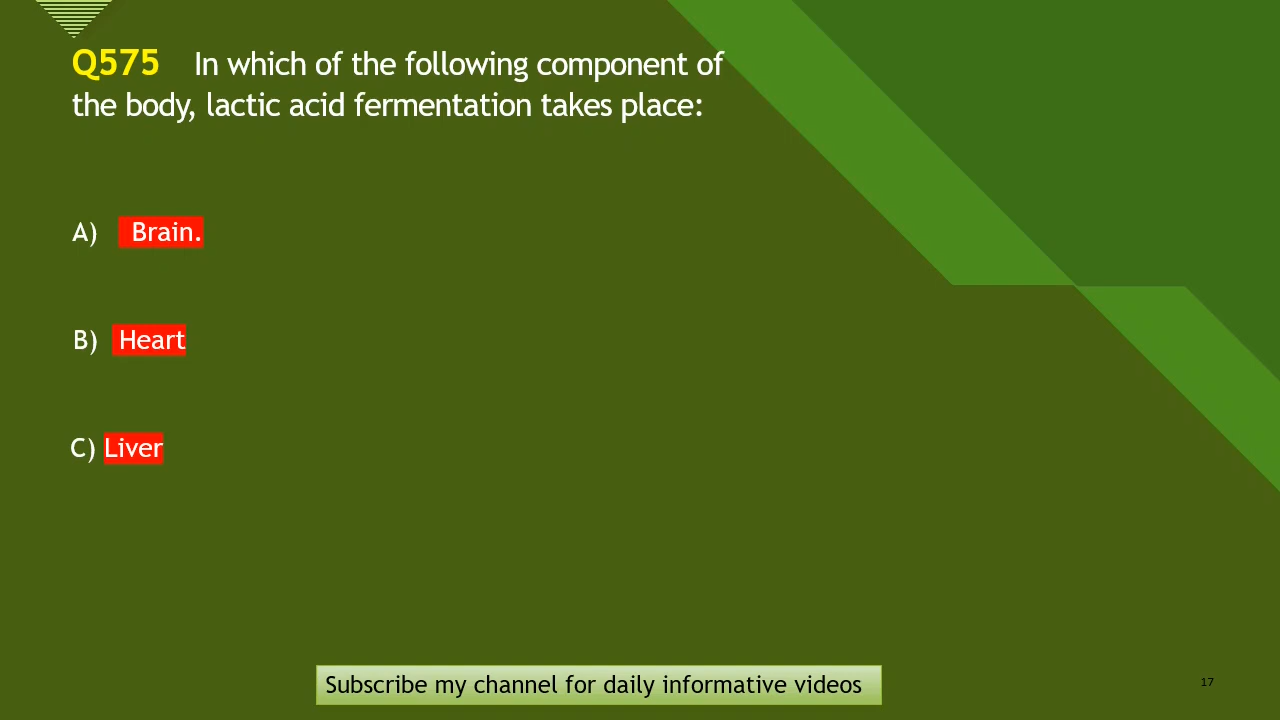 Q575 In which of the following component of
the body, lactic acid fermentation takes place:
A) Brain.
B) Heart
C) Liver
Subscribe my channel for daily informative videos
17